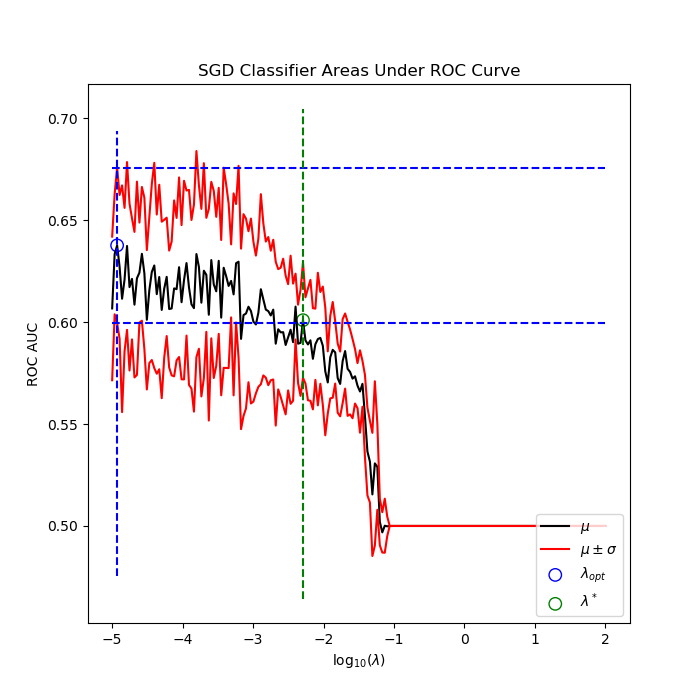 SGD Classifier Areas Under ROC Curve
ROC AUC
0.70
0.65
0.60
0.55
0.50
−5 −4 −3 −2 −1 0 1 2
log₁₀(λ)
μ
μ ± σ
λₒₚₜ
λ*